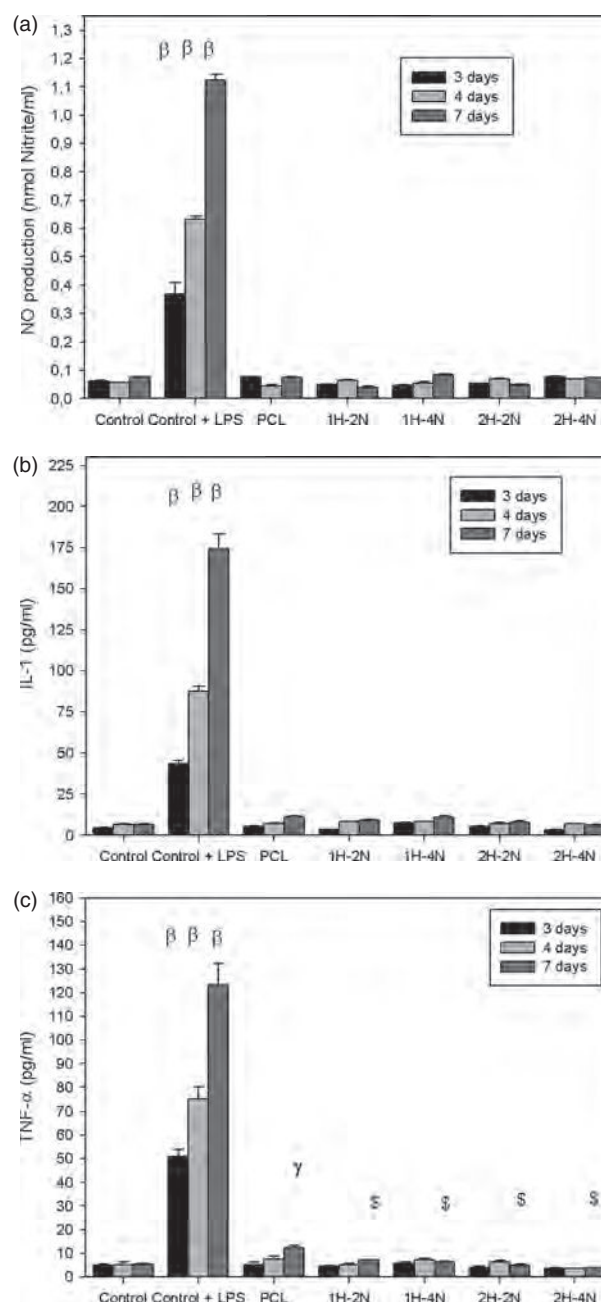 (a)
1,3
1,2
1,1
1,0
0,9
0,8
0,7
0,6
0,5
0,4
0,3
0,2
0,1
0,0
NO production (nmol Nitrite/ml)
β β β
3 days
4 days
7 days
Control Control + LPS PCL 1H-2N 1H-4N 2H-2N 2H-4N
(b)
225
200
175
150
125
100
75
50
25
0
IL-1 (pg/ml)
β β β
3 days
4 days
7 days
Control Control + LPS PCL 1H-2N 1H-4N 2H-2N 2H-4N
(c)
160
150
140
130
120
110
100
90
80
70
60
50
40
30
20
10
0
TNF-α (pg/ml)
β β β
3 days
4 days
7 days
γ $ $ $ $
Control Control + LPS PCL 1H-2N 1H-4N 2H-2N 2H-4N